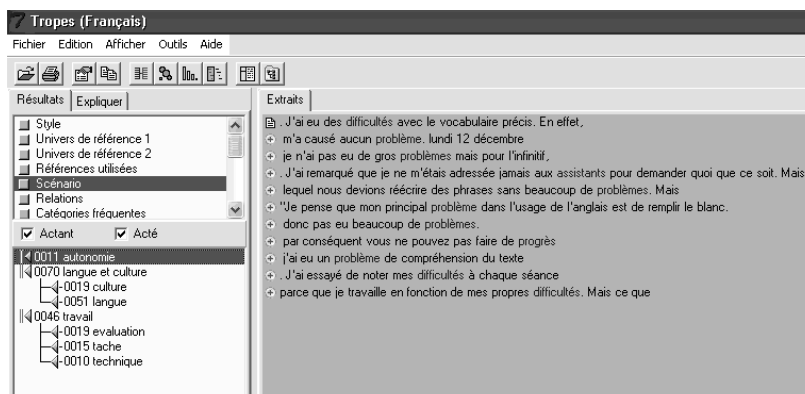 Tropes (Français)
Fichier Edition Afficher Outils Aide
Résultats Expliquer
Extraits
Style
Univers de référence 1
Univers de référence 2
Références utilisées
Scénario
Relations
Catégories fréquentes
Actant Acté
0011 autonomie
0070 langue et culture
0019 culture
0051 langue
0046 travail
0019 evaluation
0015 tache
0010 technique
. J'ai eu des difficultés avec le vocabulaire précis. En effet,
m'a causé aucun problème. lundi 12 décembre
je n'ai pas eu de gros problèmes mais pour l'infinitif,
. J'ai remarqué que je ne m'étais adressée jamais aux assistants pour demander quoi que ce soit. Mais
lequel nous devions réécrire des phrases sans beaucoup de problèmes. Mais
"Je pense que mon principal problème dans l'usage de l'anglais est de remplir le blanc.
donc pas eu beaucoup de problèmes.
par conséquent vous ne pouvez pas faire de progrès
j'ai eu un problème de compréhension du texte
. J'ai essayé de noter mes difficultés à chaque séance
parce que je travaille en fonction de mes propres difficultés. Mais ce que